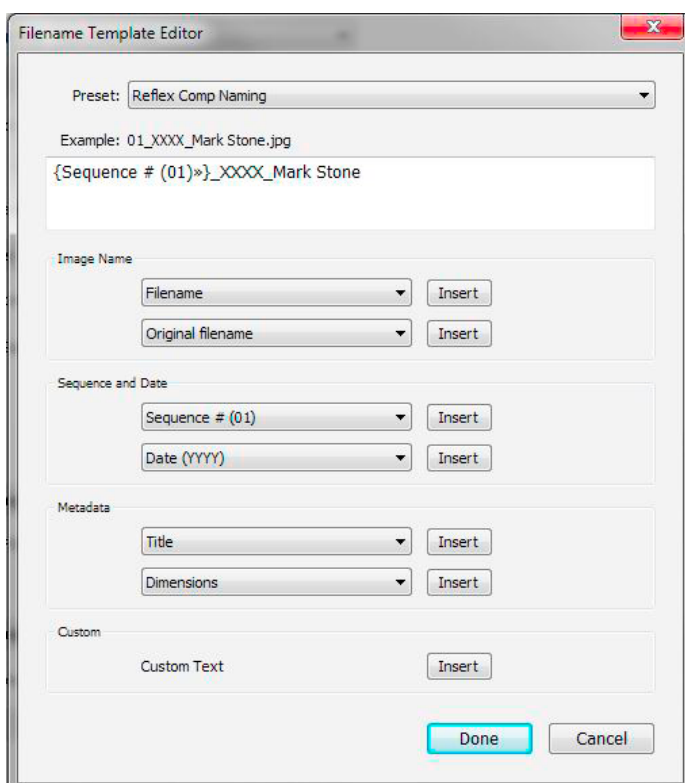 Filename Template Editor
x
Preset: Reflex Comp Naming
Example: 01_XXXX_Mark Stone.jpg
{Sequence # (01)»}_XXXX_Mark Stone
Image Name
Filename Insert
Original filename Insert
Sequence and Date
Sequence # (01) Insert
Date (YYYY) Insert
Metadata
Title Insert
Dimensions Insert
Custom
Custom Text Insert
Done Cancel